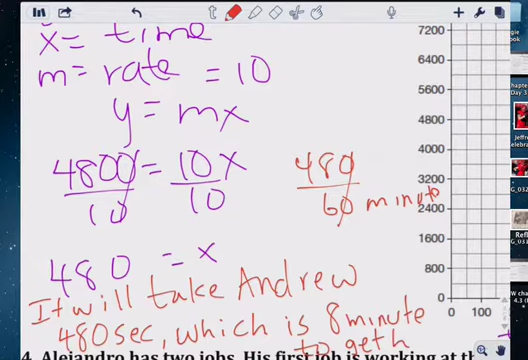 x = time
m = rate = 10
y = mx
4800 = 10x
10 10
480
60 minute
480 = x
It will take Andrew
480 sec, which is 8 minute
to get h
4. Alejandro has two jobs. His first job is working at th
7200
6400
5600
4800
4000
3200
2400
1600
800
0
0 100